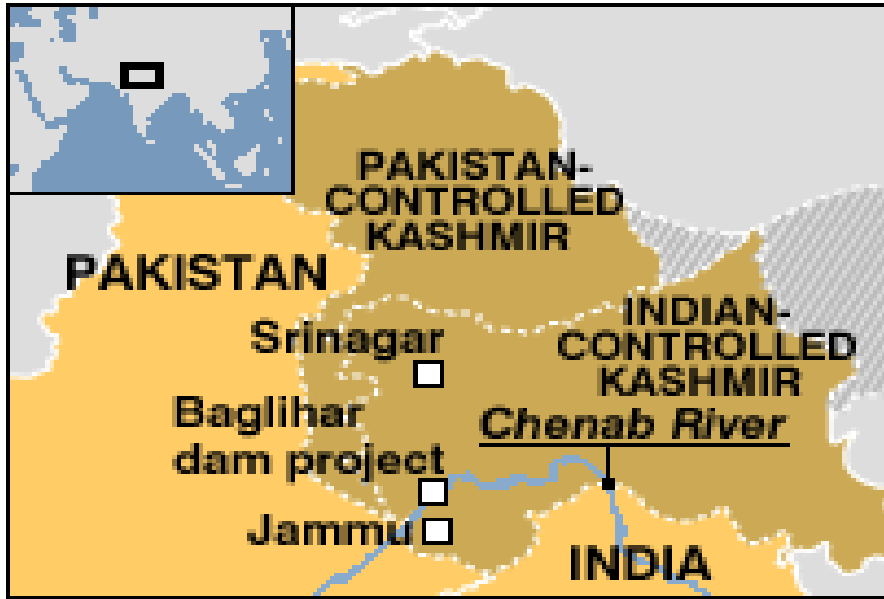 PAKISTAN-
CONTROLLED
KASHMIR
PAKISTAN
INDIAN-
CONTROLLED
KASHMIR
Srinagar
Baglihar
dam project
Chenab River
Jammu
INDIA